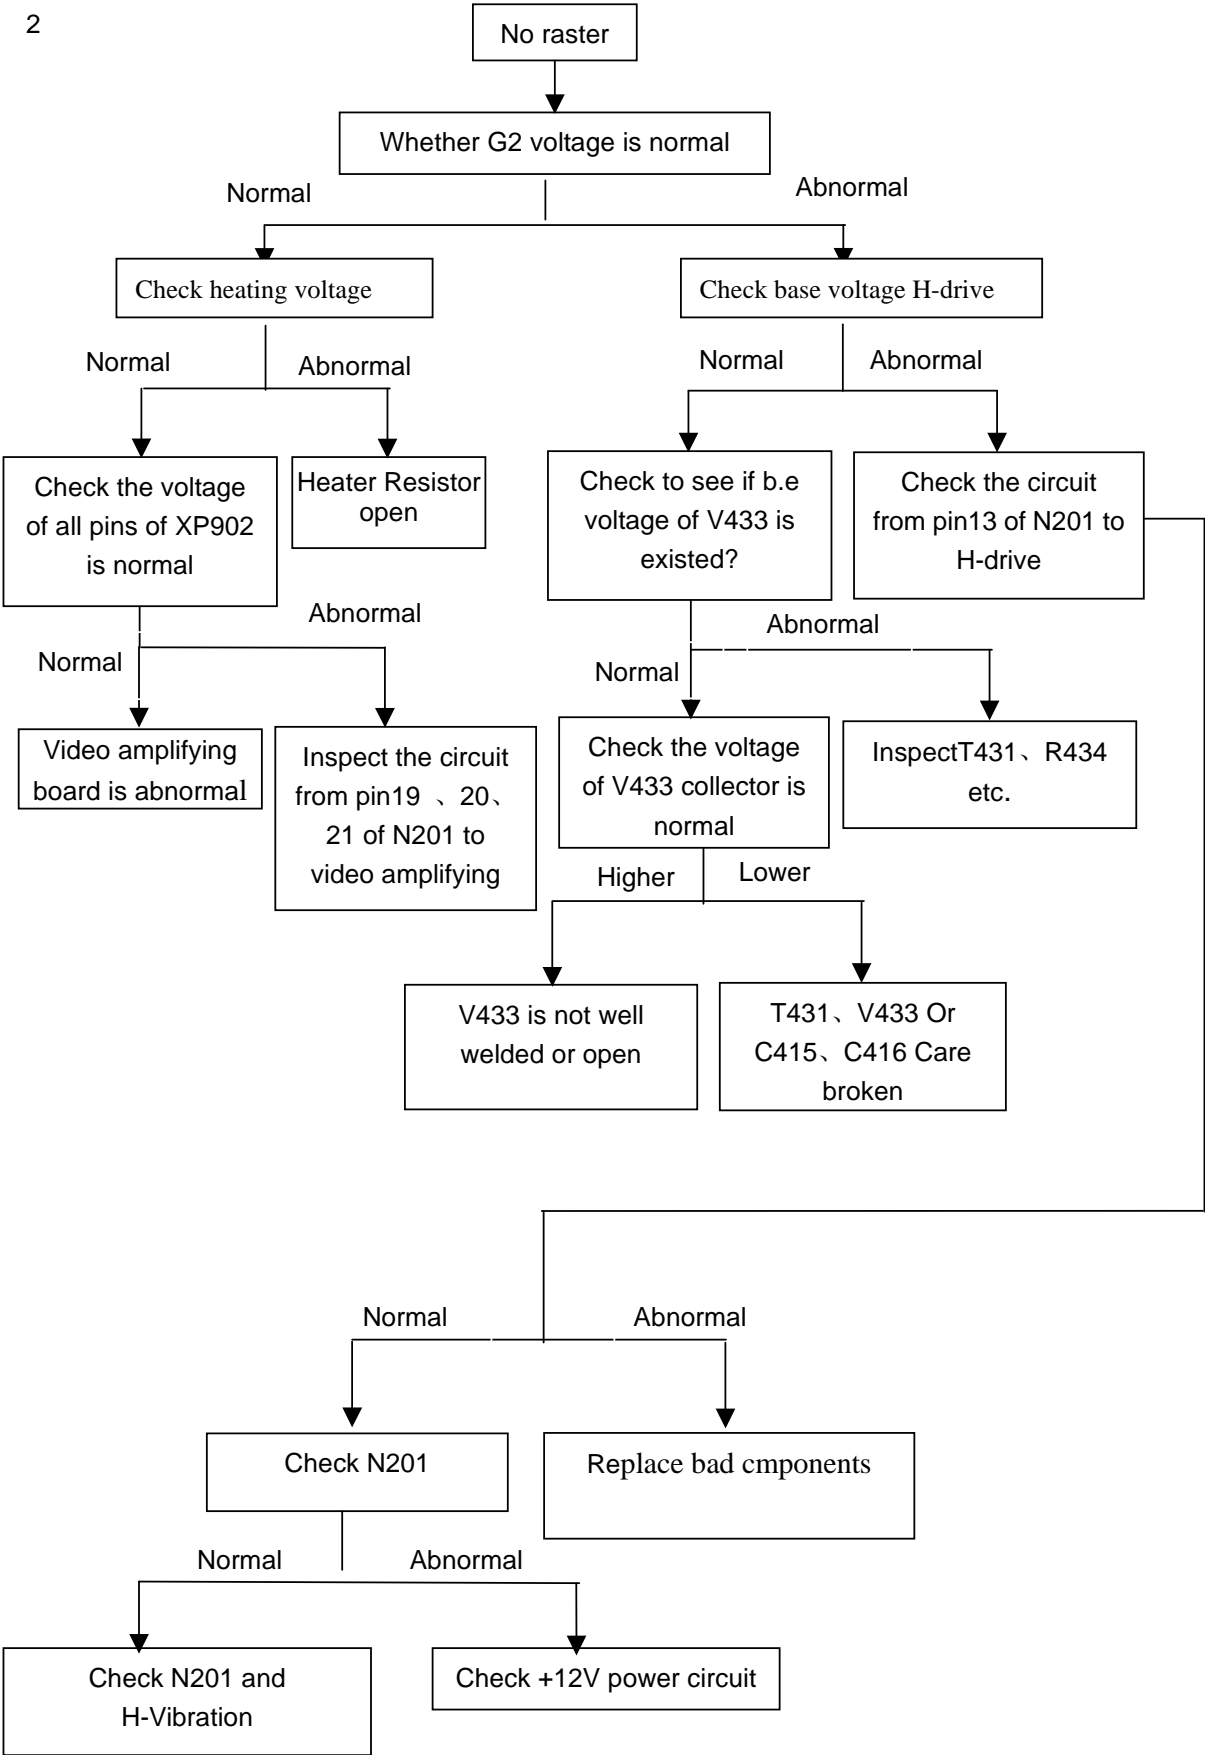 2
No raster
Whether G2 voltage is normal
Normal
Abnormal
Check heating voltage
Check base voltage H-drive
Normal
Abnormal
Normal
Abnormal
Check the voltage
of all pins of XP902
is normal
Heater Resistor
open
Check to see if b.e
voltage of V433 is
existed?
Check the circuit
from pin13 of N201 to
H-drive
Abnormal
Normal
Abnormal
Normal
Video amplifying
board is abnormal
Inspect the circuit
from pin19 、20、
21 of N201 to
video amplifying
Check the voltage
of V433 collector is
normal
InspectT431、R434
etc.
Higher
Lower
V433 is not well
welded or open
T431、V433 Or
C415、C416 Care
broken
Normal
Abnormal
Check N201
Replace bad cmponents
Normal
Abnormal
Check N201 and
H-Vibration
Check +12V power circuit